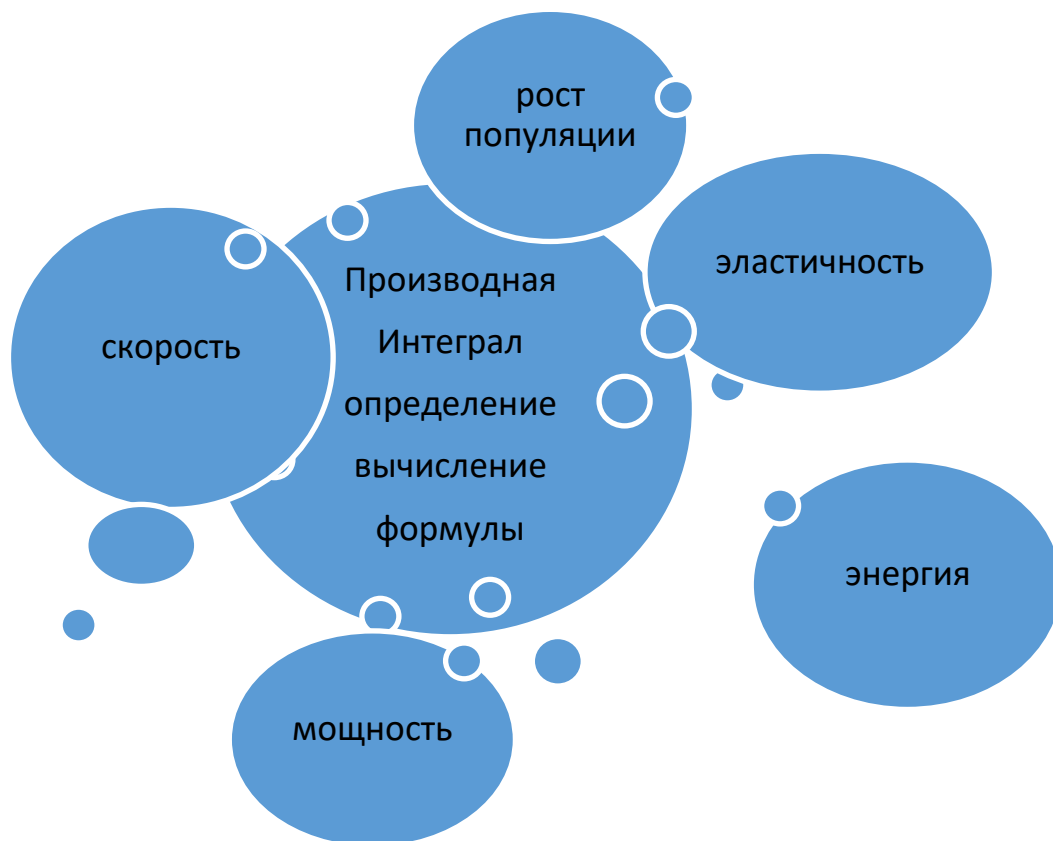 рост
популяции
эластичность
скорость
Производная
Интеграл
определение
вычисление
формулы
энергия
мощность